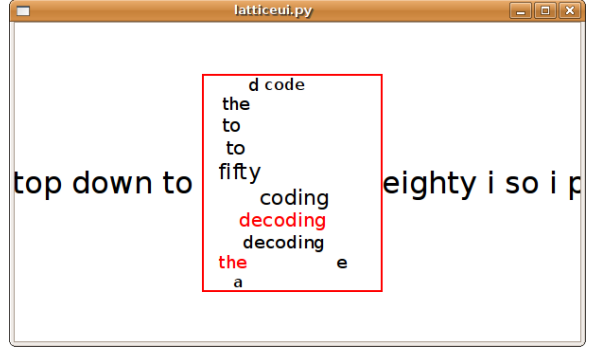 latticeui.py
d code
the
to
to
fifty
top down to
eighty i so i p
coding
decoding
decoding
the e
a